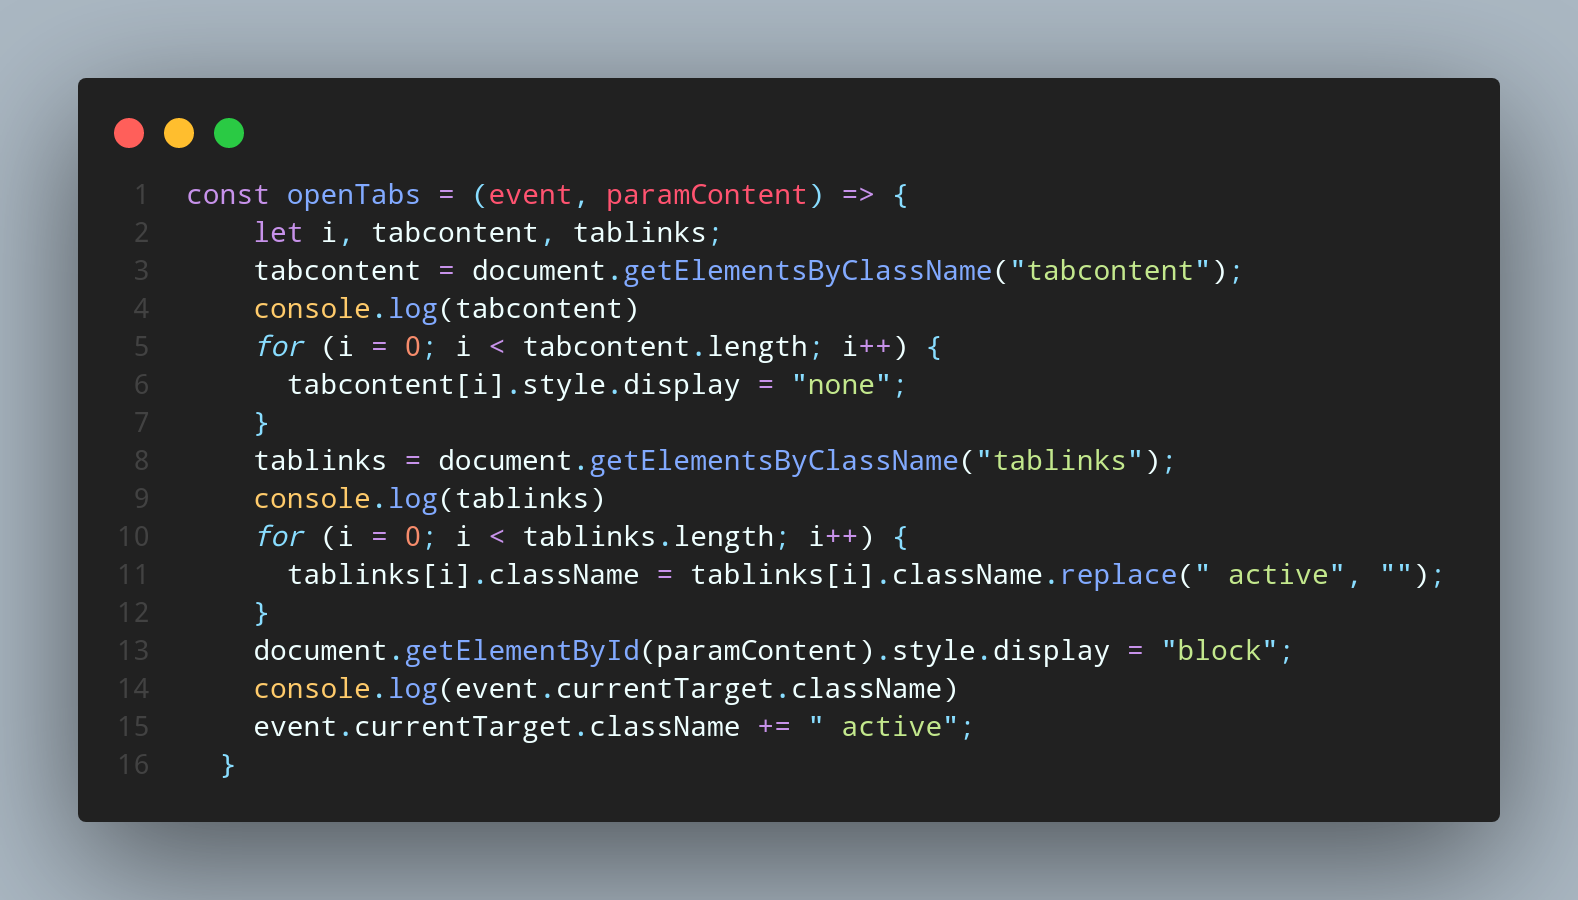 1 const openTabs = (event, paramContent) => {
2 let i, tabcontent, tablinks;
3 tabcontent = document.getElementsByClassName("tabcontent");
4 console.log(tabcontent)
5 for (i = 0; i < tabcontent.length; i++) {
6 tabcontent[i].style.display = "none";
7 }
8 tablinks = document.getElementsByClassName("tablinks");
9 console.log(tablinks)
10 for (i = 0; i < tablinks.length; i++) {
11 tablinks[i].className = tablinks[i].className.replace(" active", "");
12 }
13 document.getElementById(paramContent).style.display = "block";
14 console.log(event.currentTarget.className)
15 event.currentTarget.className += " active";
16 }